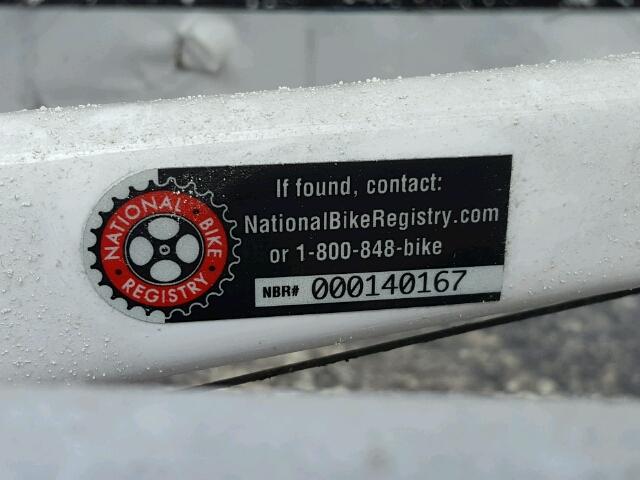 NATIONAL • BIKE • REGISTRY •
If found, contact:
NationalBikeRegistry.com
or 1-800-848-bike
NBR# 000140167